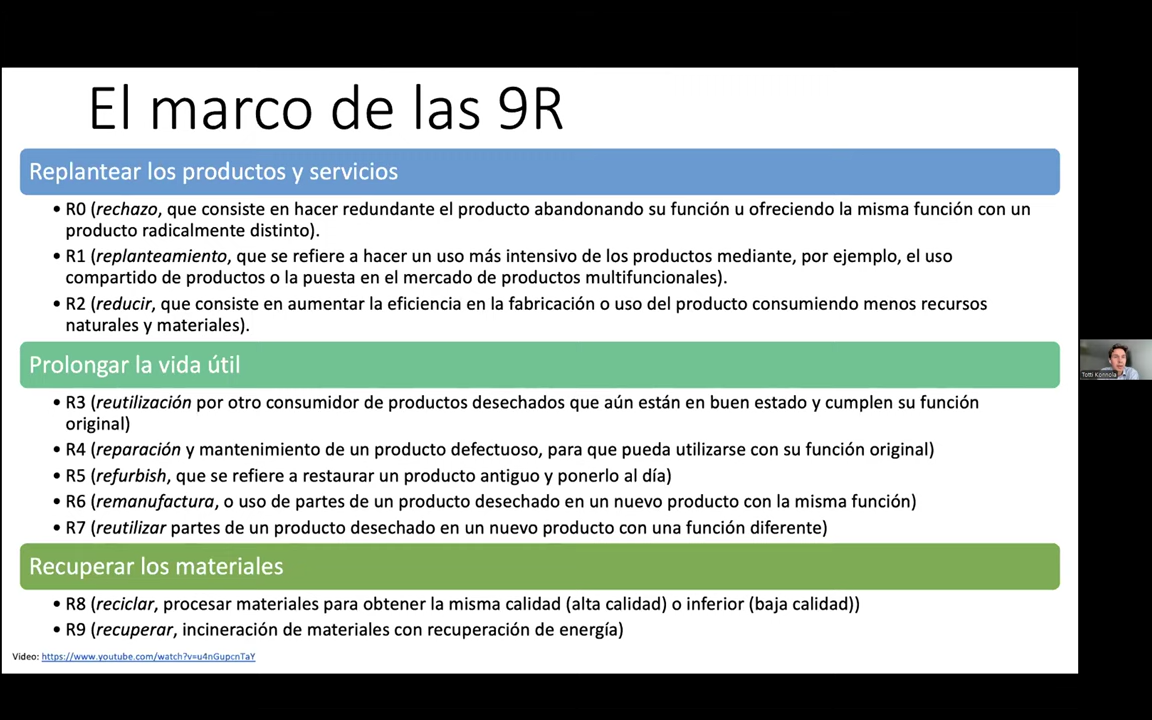 El marco de las 9R
Replantear los productos y servicios
• R0 (rechazo, que consiste en hacer redundante el producto abandonando su función u ofreciendo la misma función con un
producto radicalmente distinto).
• R1 (replanteamiento, que se refiere a hacer un uso más intensivo de los productos mediante, por ejemplo, el uso
compartido de productos o la puesta en el mercado de productos multifuncionales).
• R2 (reducir, que consiste en aumentar la eficiencia en la fabricación o uso del producto consumiendo menos recursos
naturales y materiales).
Prolongar la vida útil
• R3 (reutilización por otro consumidor de productos desechados que aún están en buen estado y cumplen su función
original)
• R4 (reparación y mantenimiento de un producto defectuoso, para que pueda utilizarse con su función original)
• R5 (refurbish, que se refiere a restaurar un producto antiguo y ponerlo al día)
• R6 (remanufactura, o uso de partes de un producto desechado en un nuevo producto con la misma función)
• R7 (reutilizar partes de un producto desechado en un nuevo producto con una función diferente)
Recuperar los materiales
• R8 (reciclar, procesar materiales para obtener la misma calidad (alta calidad) o inferior (baja calidad))
• R9 (recuperar, incineración de materiales con recuperación de energía)
Video: https://www.youtube.com/watch?v=u4nGupcnTaY
Totti Könnölä